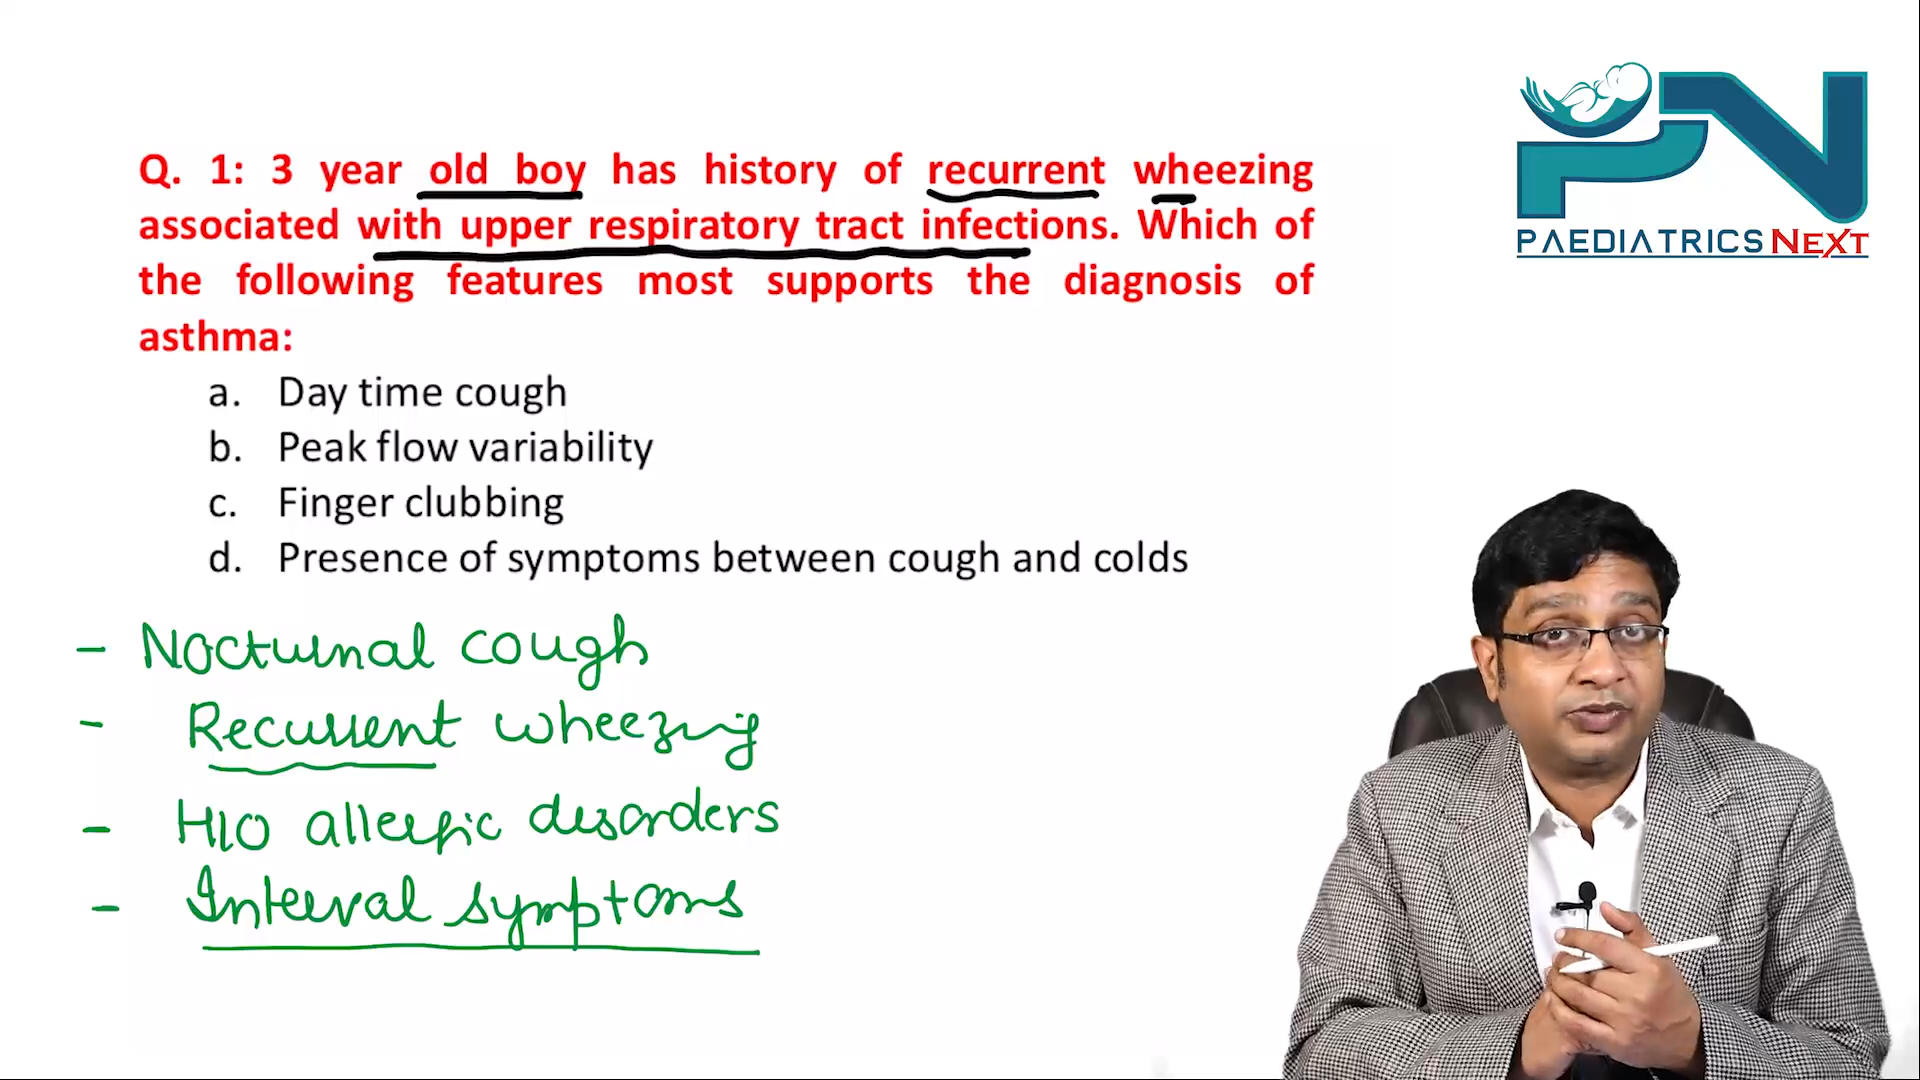 PAEDIATRICS NEXT
Q. 1: 3 year old boy has history of recurrent wheezing
associated with upper respiratory tract infections. Which of
the following features most supports the diagnosis of
asthma:
a. Day time cough
b. Peak flow variability
c. Finger clubbing
d. Presence of symptoms between cough and colds
- Nocturnal cough
- Recurrent wheezing
- H/O allergic disorders
- Interval symptoms